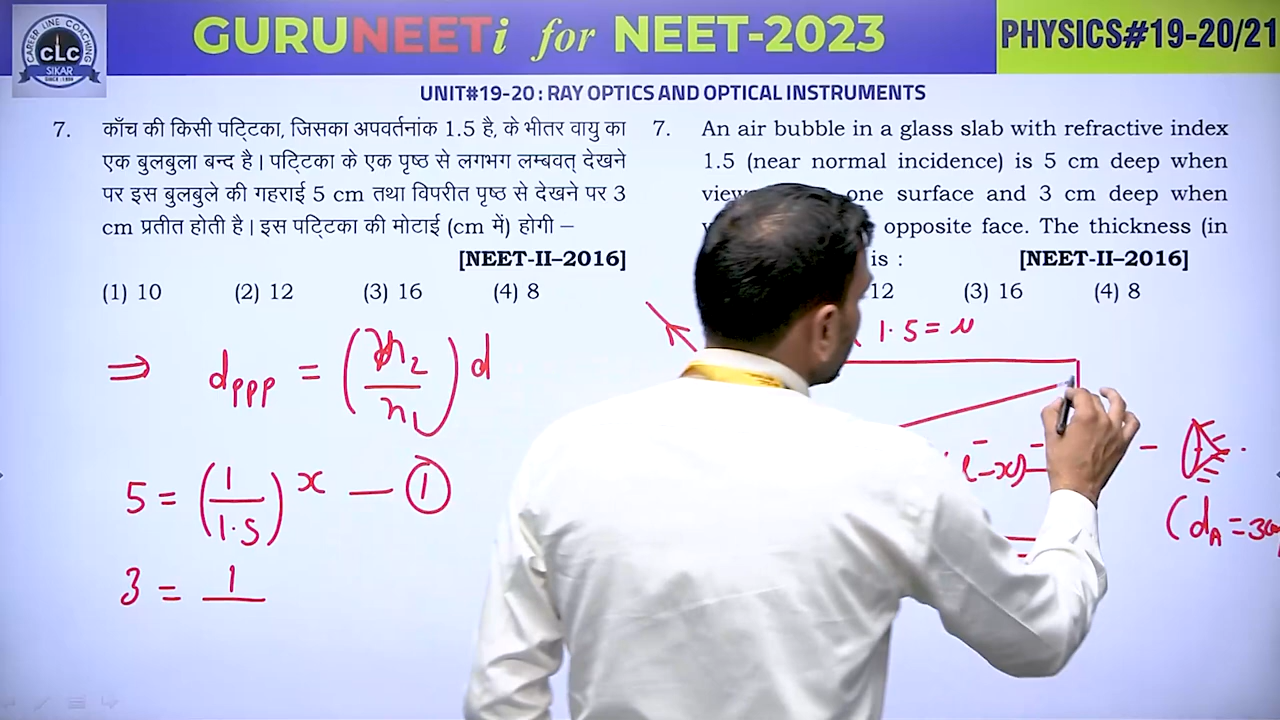 GURUNEETi for NEET-2023
PHYSICS#19-20/21
CAREER LINE COACHING
CLC
SIKAR
UNIT#19-20 : RAY OPTICS AND OPTICAL INSTRUMENTS
7. काँच की किसी पट्टिका, जिसका अपवर्तनांक 1.5 है, के भीतर वायु का
एक बुलबुला बन्द है। पट्टिका के एक पृष्ठ से लगभग लम्बवत् देखने
पर इस बुलबुले की गहराई 5 cm तथा विपरीत पृष्ठ से देखने पर 3
cm प्रतीत होती है। इस पट्टिका की मोटाई (cm में) होगी –
[NEET-II–2016]
(1) 10 (2) 12 (3) 16 (4) 8
7. An air bubble in a glass slab with refractive index
1.5 (near normal incidence) is 5 cm deep when
one surface and 3 cm deep when
opposite face. The thickness (in
is : [NEET-II–2016]
12 (3) 16 (4) 8
⇒ dppp = (n2/n1) d
5 = (1/1.5) x — ①
3 = 1
1.5 = μ
(t-x)
(dA = 3cm